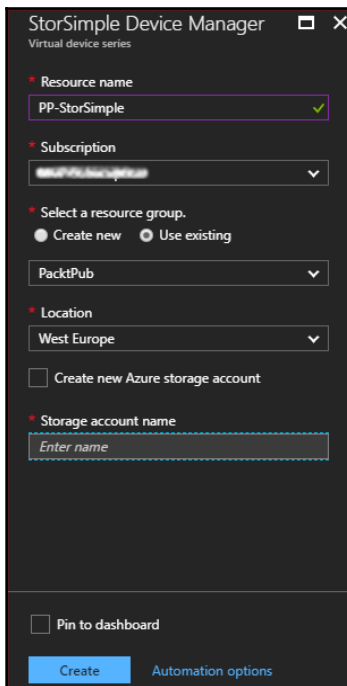 StorSimple Device Manager
Virtual device series
* Resource name
PP-StorSimple
* Subscription
* Select a resource group.
Create new Use existing
PacktPub
* Location
West Europe
Create new Azure storage account
* Storage account name
Enter name
Pin to dashboard
Create Automation options